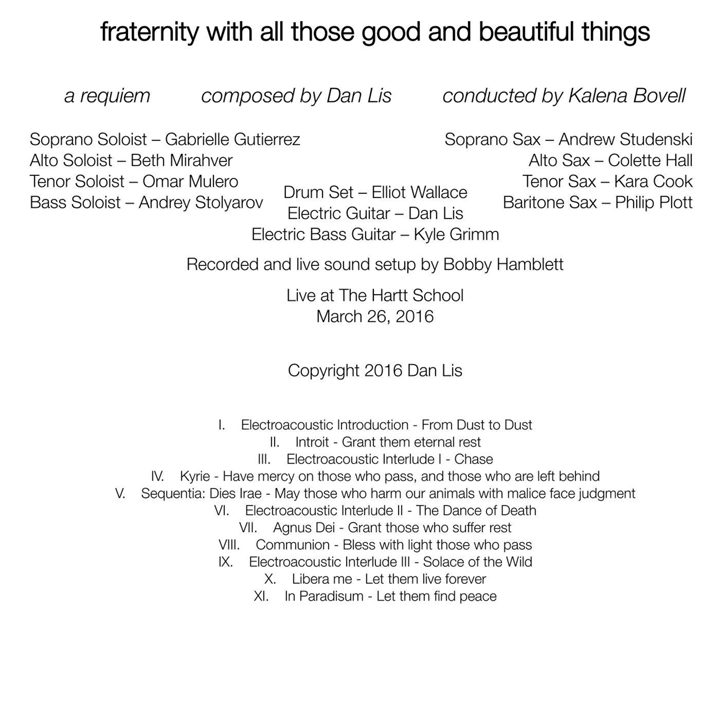 fraternity with all those good and beautiful things
a requiem composed by Dan Lis conducted by Kalena Bovell
Soprano Soloist – Gabrielle Gutierrez
Alto Soloist – Beth Mirahver
Tenor Soloist – Omar Mulero
Bass Soloist – Andrey Stolyarov
Drum Set – Elliot Wallace
Electric Guitar – Dan Lis
Electric Bass Guitar – Kyle Grimm
Soprano Sax – Andrew Studenski
Alto Sax – Colette Hall
Tenor Sax – Kara Cook
Baritone Sax – Philip Plott
Recorded and live sound setup by Bobby Hamblett
Live at The Hartt School
March 26, 2016
Copyright 2016 Dan Lis
I. Electroacoustic Introduction - From Dust to Dust
II. Introit - Grant them eternal rest
III. Electroacoustic Interlude I - Chase
IV. Kyrie - Have mercy on those who pass, and those who are left behind
V. Sequentia: Dies Irae - May those who harm our animals with malice face judgment
VI. Electroacoustic Interlude II - The Dance of Death
VII. Agnus Dei - Grant those who suffer rest
VIII. Communion - Bless with light those who pass
IX. Electroacoustic Interlude III - Solace of the Wild
X. Libera me - Let them live forever
XI. In Paradisum - Let them find peace